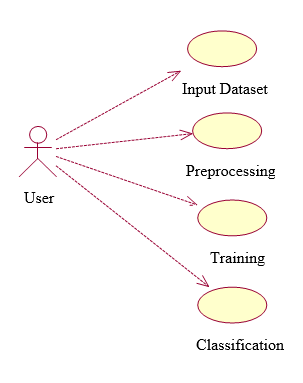 Input Dataset
Preprocessing
User
Training
Classification